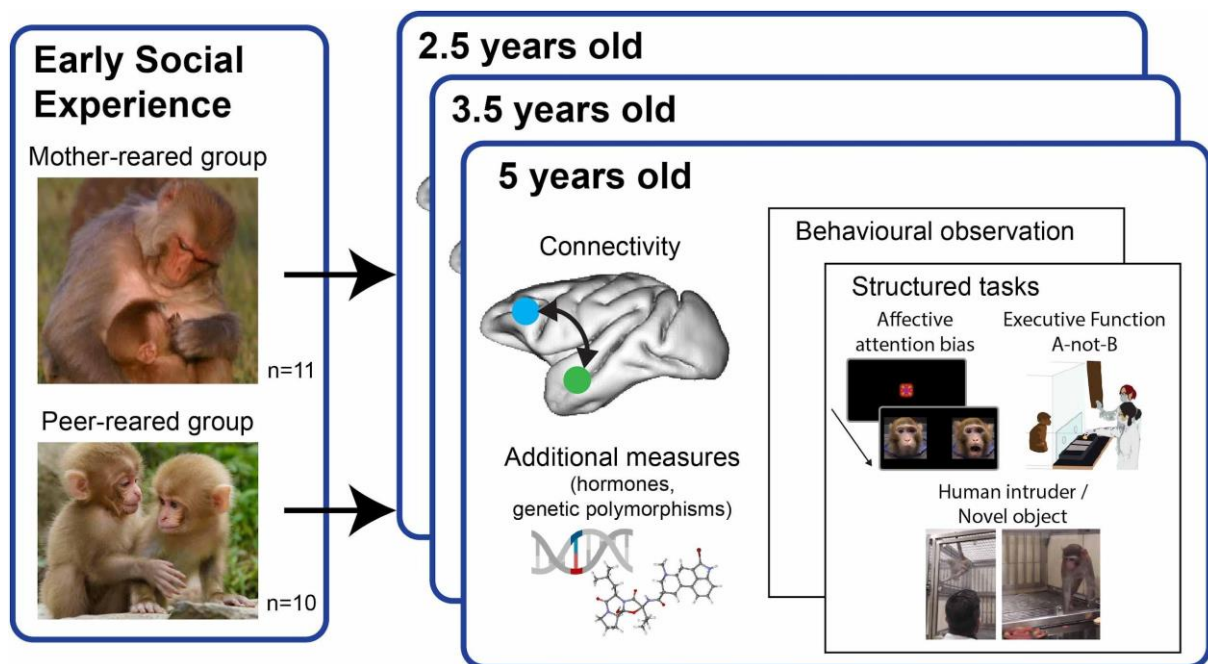 Early Social
Experience
Mother-reared group
n=11
Peer-reared group
n=10
2.5 years old
3.5 years old
5 years old
Connectivity
Additional measures
(hormones,
genetic polymorphisms)
Behavioural observation
Structured tasks
Affective
attention bias
Executive Function
A-not-B
Human intruder /
Novel object